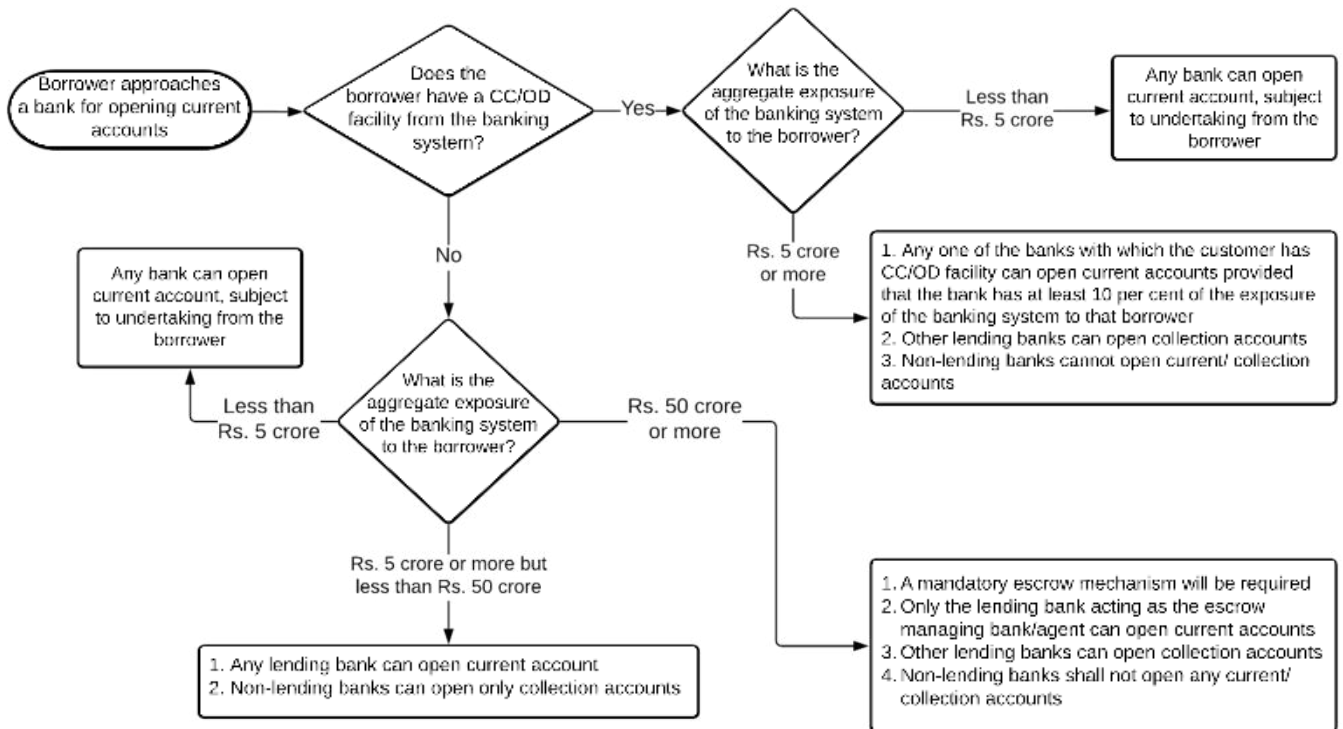 Borrower approaches
a bank for opening current
accounts
Does the
borrower have a CC/OD
facility from the banking
system?
Yes
What is the
aggregate exposure
of the banking system
to the borrower?
Less than
Rs. 5 crore
Any bank can open
current account, subject
to undertaking from the
borrower
Rs. 5 crore
or more
1. Any one of the banks with which the customer has
CC/OD facility can open current accounts provided
that the bank has at least 10 per cent of the exposure
of the banking system to that borrower
2. Other lending banks can open collection accounts
3. Non-lending banks cannot open current/ collection
accounts
No
Any bank can open
current account, subject
to undertaking from the
borrower
What is the
aggregate exposure
of the banking system
to the borrower?
Less than
Rs. 5 crore
Rs. 50 crore
or more
Rs. 5 crore or more but
less than Rs. 50 crore
1. Any lending bank can open current account
2. Non-lending banks can open only collection accounts
1. A mandatory escrow mechanism will be required
2. Only the lending bank acting as the escrow
managing bank/agent can open current accounts
3. Other lending banks can open collection accounts
4. Non-lending banks shall not open any current/
collection accounts